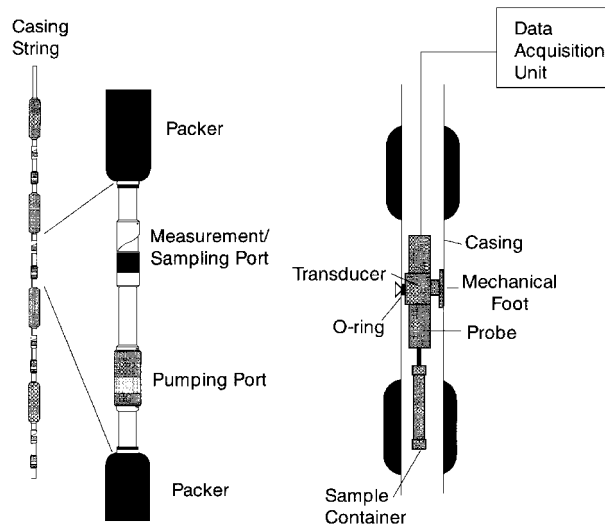 Casing
String
Packer
Measurement/
Sampling Port
Pumping Port
Packer
Data
Acquisition
Unit
Casing
Transducer
Mechanical
Foot
O-ring
Probe
Sample
Container